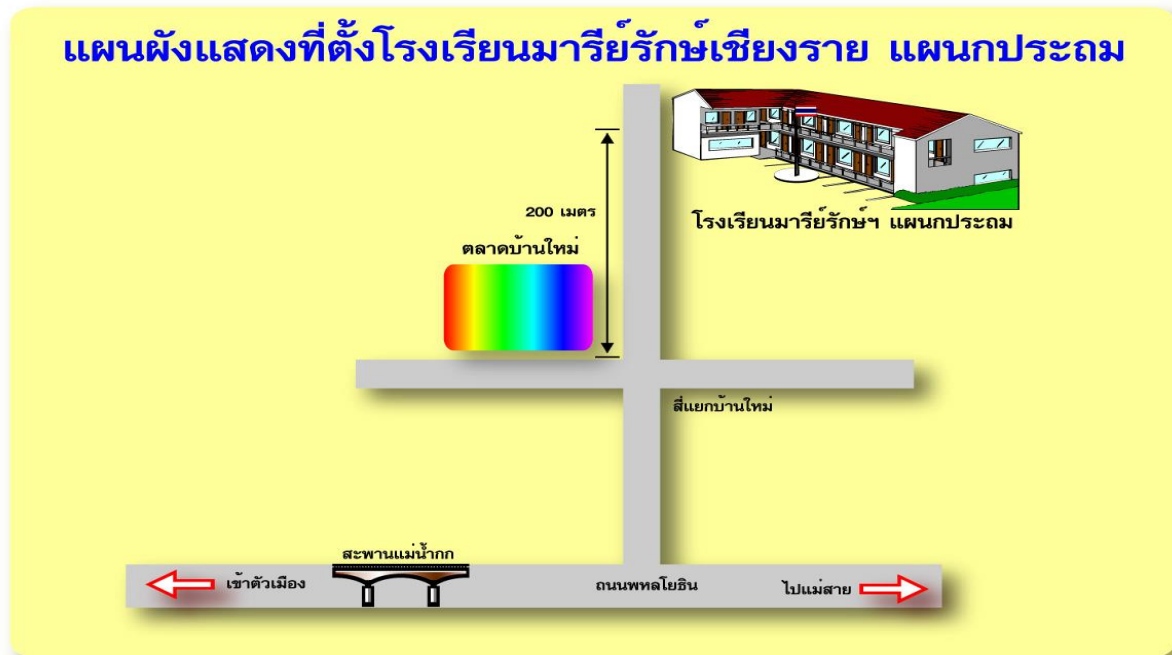 แผนผังแสดงที่ตั้งโรงเรียนมารีย์รักษ์เชียงราย แผนกประถม
200 เมตร
โรงเรียนมารีย์รักษ์ฯ แผนกประถม
ตลาดบ้านใหม่
สี่แยกบ้านใหม่
สะพานแม่น้ำกก
เข้าตัวเมือง
ถนนพหลโยธิน
ไปแม่สาย